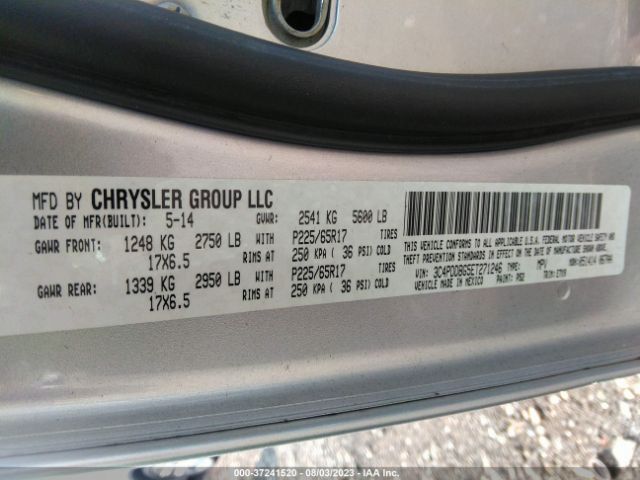 MFD BY CHRYSLER GROUP LLC
DATE OF MFR(BUILT): 5-14 GVWR: 2541 KG 5600 LB
GAWR FRONT: 1248 KG 2750 LB WITH P225/65R17 TIRES
17X6.5 RIMS AT 250 KPA ( 36 PSI) COLD
GAWR REAR: 1339 KG 2950 LB WITH P225/65R17 TIRES
17X6.5 RIMS AT 250 KPA ( 36 PSI) COLD
THIS VEHICLE CONFORMS TO ALL APPLICABLE U.S.A. FEDERAL MOTOR VEHICLE SAFETY AND
THEFT PREVENTION STANDARDS IN EFFECT ON THE DATE OF MANUFACTURE SHOWN ABOVE.
VIN: 3C4PDDBG5ET271246 TYPE: MPV
VEHICLE MADE IN MEXICO PAINT: PS2
000-37241520 08/03/2023 IAA Inc.